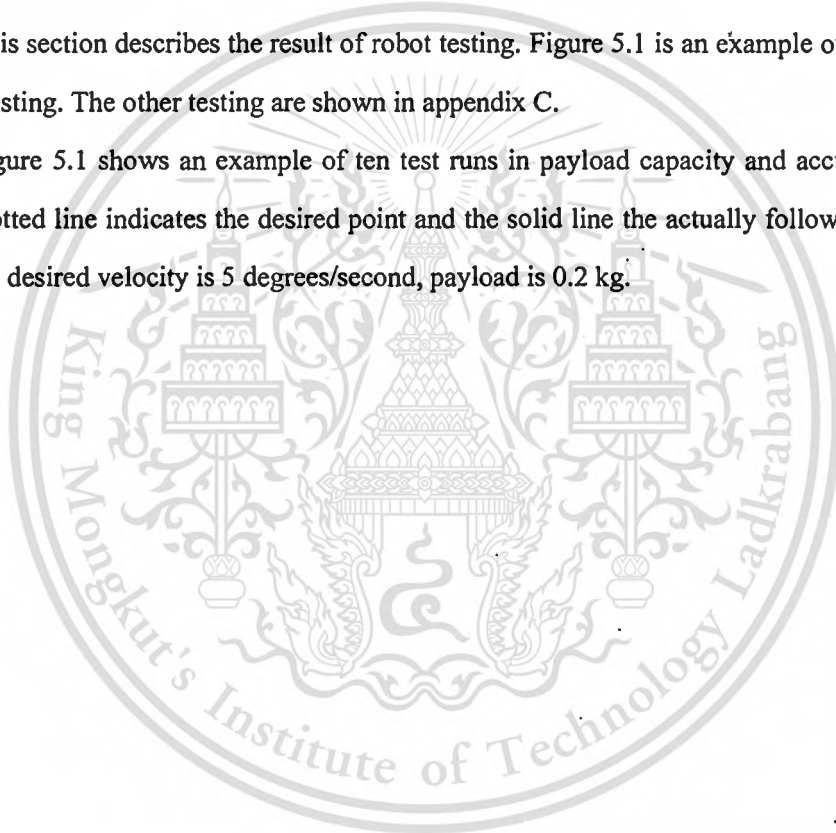 is section describes the result of robot testing. Figure 5.1 is an example o
sting. The other testing are shown in appendix C.
gure 5.1 shows an example of ten test runs in payload capacity and acc
tted line indicates the desired point and the solid line the actually follow
desired velocity is 5 degrees/second, payload is 0.2 kg.
King Mongkut's Institute of Technology Ladkrabang